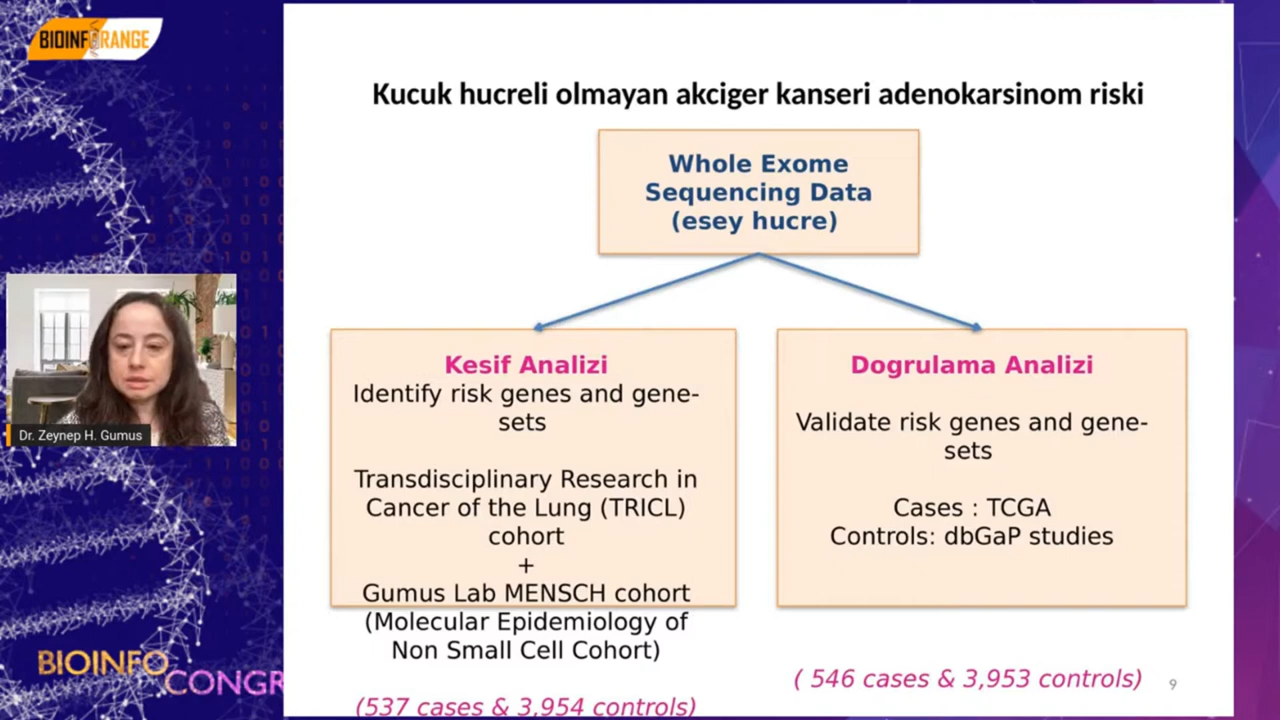 BIOINFORANGE
Kucuk hucreli olmayan akciger kanseri adenokarsinom riski
Whole Exome
Sequencing Data
(esey hucre)
Kesif Analizi
Identify risk genes and gene-
sets
Transdisciplinary Research in
Cancer of the Lung (TRICL)
cohort
+
Gumus Lab MENSCH cohort
(Molecular Epidemiology of
Non Small Cell Cohort)
(537 cases & 3,954 controls)
Dogrulama Analizi
Validate risk genes and gene-
sets
Cases : TCGA
Controls: dbGaP studies
( 546 cases & 3,953 controls)
9
Dr. Zeynep H. Gumus
BIOINFO
CONGR